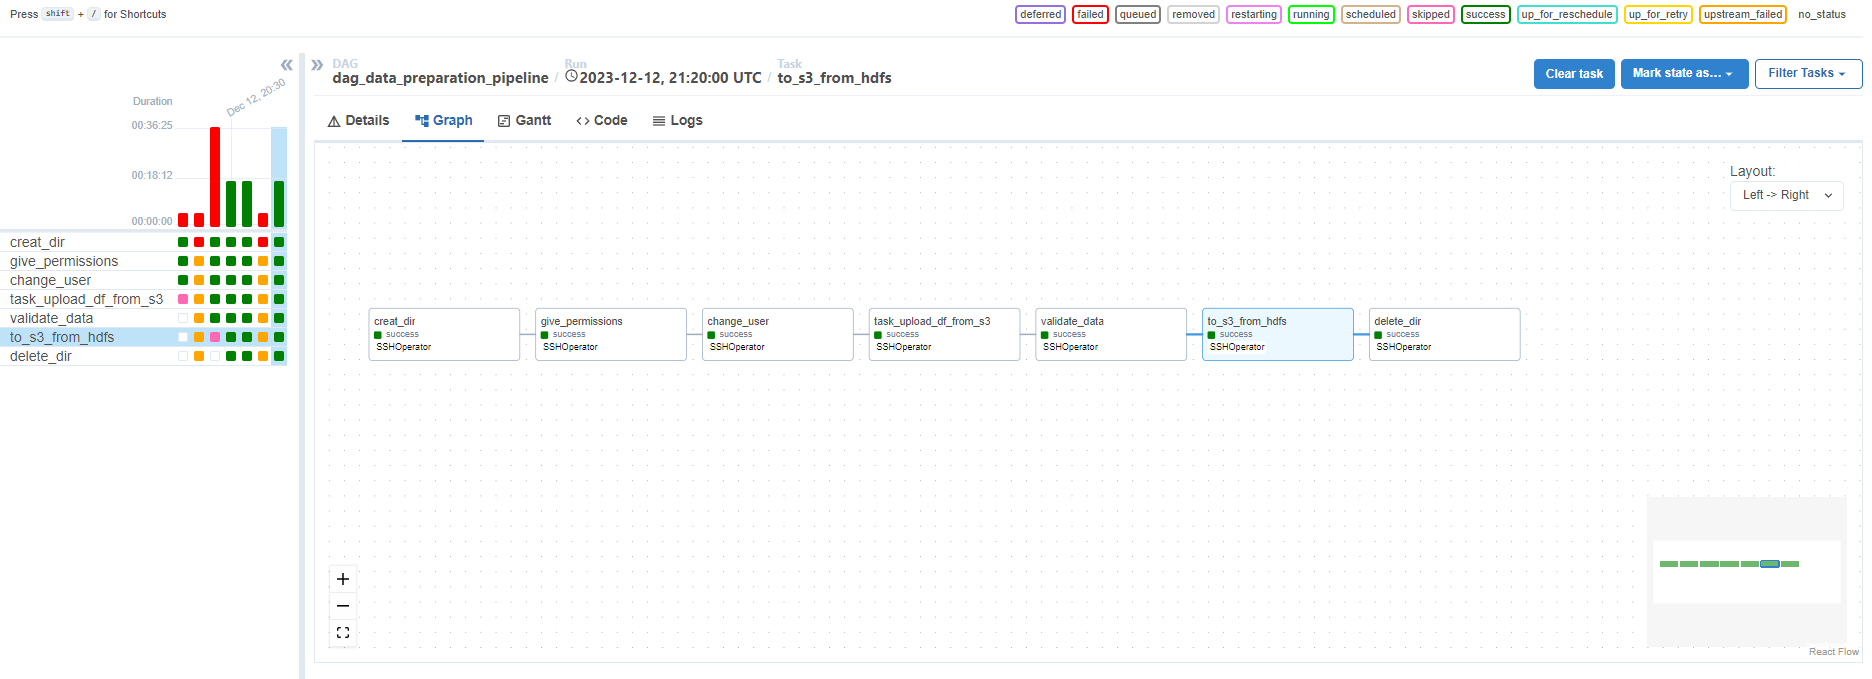 Press shift + / for Shortcuts
deferred failed queued removed restarting running scheduled skipped success up_for_reschedule up_for_retry upstream_failed no_status
DAG
dag_data_preparation_pipeline
/
Run
2023-12-12, 21:20:00 UTC
/
Task
to_s3_from_hdfs
Clear task
Mark state as...
Filter Tasks
Details
Graph
Gantt
Code
Logs
Dec 12, 20:30
Duration
00:36:25
00:18:12
00:00:00
creat_dir
give_permissions
change_user
task_upload_df_from_s3
validate_data
to_s3_from_hdfs
delete_dir
Layout:
Left -> Right
creat_dir
success
SSHOperator
give_permissions
success
SSHOperator
change_user
success
SSHOperator
task_upload_df_from_s3
success
SSHOperator
validate_data
success
SSHOperator
to_s3_from_hdfs
success
SSHOperator
delete_dir
success
SSHOperator
React Flow